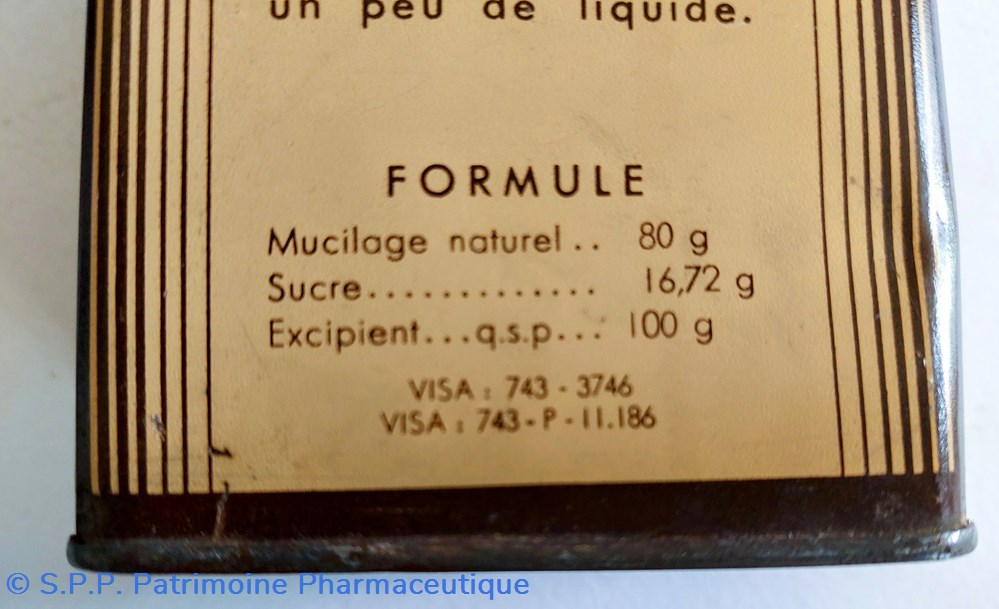 un peu de liquide.
FORMULE
Mucilage naturel .. 80 g
Sucre............. 16,72 g
Excipient...q.s.p... 100 g
VISA : 743 - 3746
VISA : 743 - P - 11.186
© S.P.P. Patrimoine Pharmaceutique